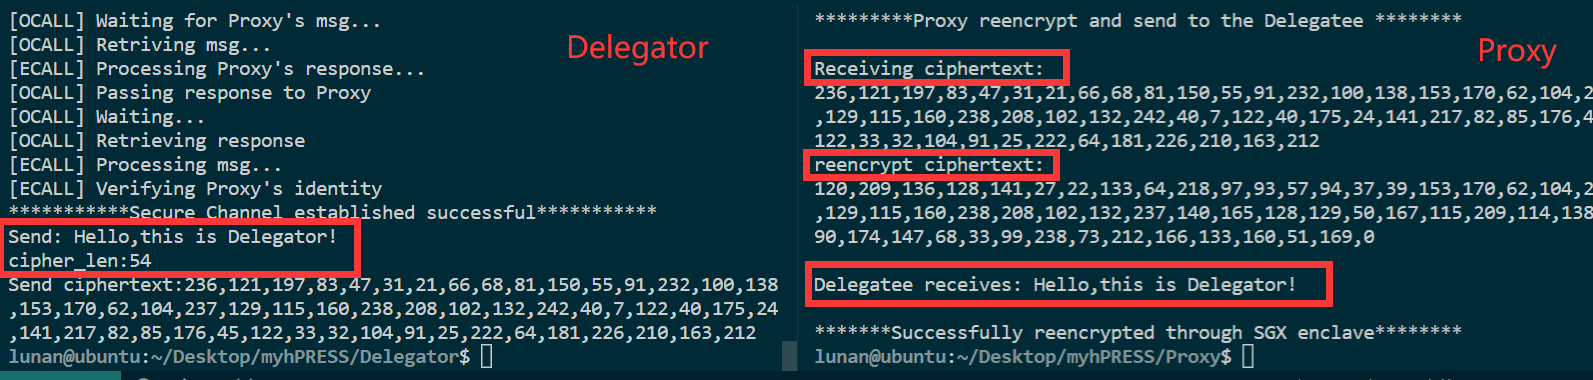 [OCALL] Waiting for Proxy's msg...
[OCALL] Retriving msg...
[ECALL] Processing Proxy's response...
[OCALL] Passing response to Proxy
[OCALL] Waiting...
[OCALL] Retrieving response
[ECALL] Processing msg...
[ECALL] Verifying Proxy's identity
***********Secure Channel established successful***********
Send: Hello,this is Delegator!
cipher_len:54
Send ciphertext:236,121,197,83,47,31,21,66,68,81,150,55,91,232,100,138
,153,170,62,104,237,129,115,160,238,208,102,132,242,40,7,122,40,175,24
,141,217,82,85,176,45,122,33,32,104,91,25,222,64,181,226,210,163,212
lunan@ubuntu:~/Desktop/myhPRESS/Delegator$
Delegator
*********Proxy reencrypt and send to the Delegatee ********
Proxy
Receiving ciphertext:
236,121,197,83,47,31,21,66,68,81,150,55,91,232,100,138,153,170,62,104,2
,129,115,160,238,208,102,132,242,40,7,122,40,175,24,141,217,82,85,176,4
122,33,32,104,91,25,222,64,181,226,210,163,212
reencrypt ciphertext:
120,209,136,128,141,27,22,133,64,218,97,93,57,94,37,39,153,170,62,104,2
,129,115,160,238,208,102,132,237,140,165,128,129,50,167,115,209,114,138
90,174,147,68,33,99,238,73,212,166,133,160,51,169,0
Delegatee receives: Hello,this is Delegator!
*******Successfully reencrypted through SGX enclave********
lunan@ubuntu:~/Desktop/myhPRESS/Proxy$